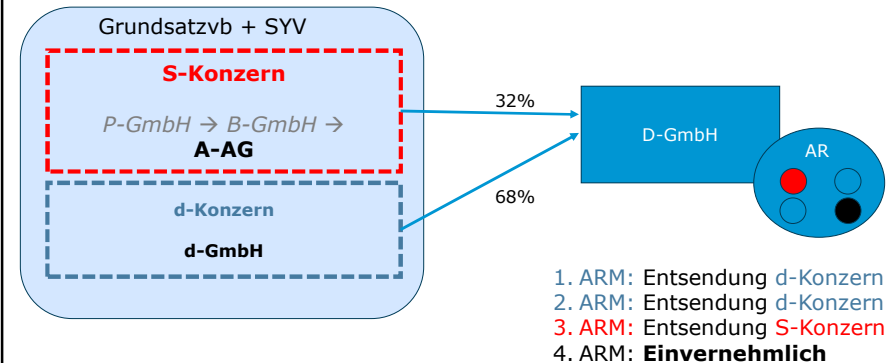 Grundsatzvb + SYV
S-Konzern
P-GmbH → B-GmbH →
A-AG
d-Konzern
d-GmbH
32%
68%
D-GmbH
AR
1. ARM: Entsendung d-Konzern
2. ARM: Entsendung d-Konzern
3. ARM: Entsendung S-Konzern
4. ARM: Einvernehmlich